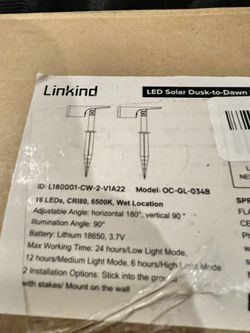 Linkind
LED Solar Dusk-to-Dawn
ID: L180001-CW-2-V1A22 Model: OC-GL-034B
16 LEDs, CRI80, 6500K, Wet Location
Adjustable Angle: horizontal 180°, vertical 90 °
Illumination Angle: 90°
Battery: Lithium 18650, 3.7V
Max Working Time: 24 hours/Low Light Mode,
12 hours/Medium Light Mode, 6 hours/High Light Mode
2 Installation Options: Stick into the ground
with stakes/ Mount on the wall